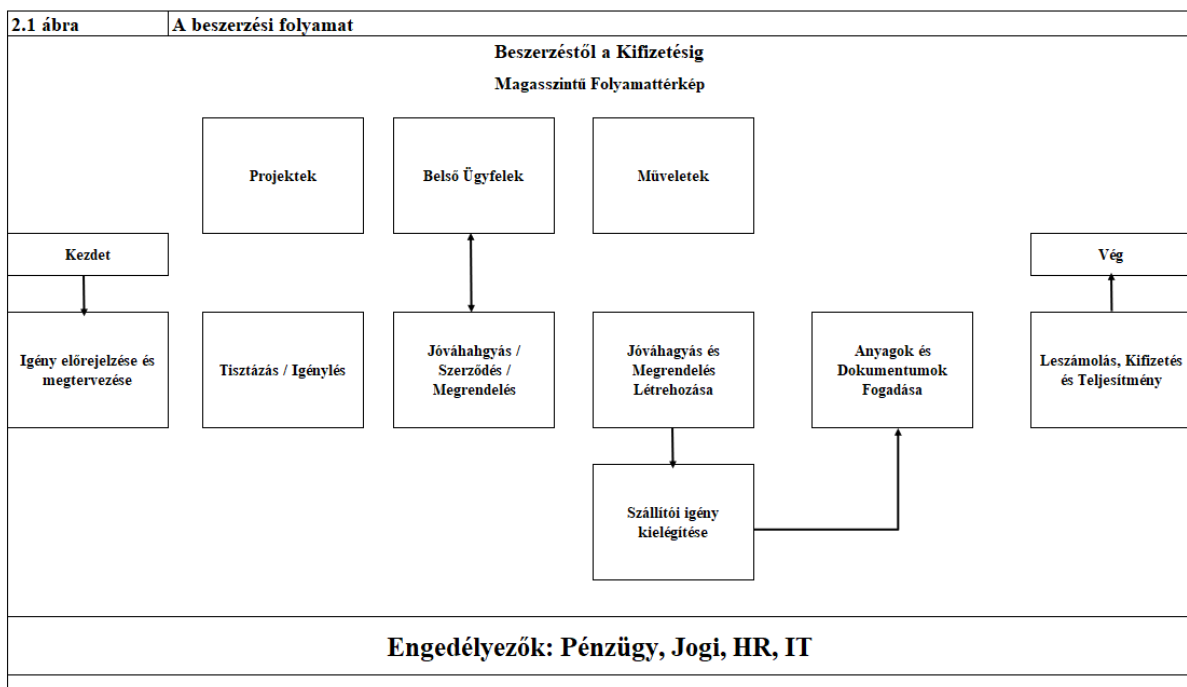 2.1 ábra A beszerzési folyamat
Beszerzéstől a Kifizetésig
Magasszintű Folyamattérkép
Projektek
Belső Ügyfelek
Müveletek
Kezdet
Vég
Igény előrejelzése és
megtervezése
Tisztázás / Igénylés
Jóváhahgyás /
Szerződés /
Megrendelés
Jóváhagyás és
Megrendelés
Létrehozása
Anyagok és
Dokumentumok
Fogadása
Leszámolás, Kifizetés
és Teljesítmény
Szállítói igény
kielégítése
Engedélyezők: Pénzügy, Jogi, HR, IT